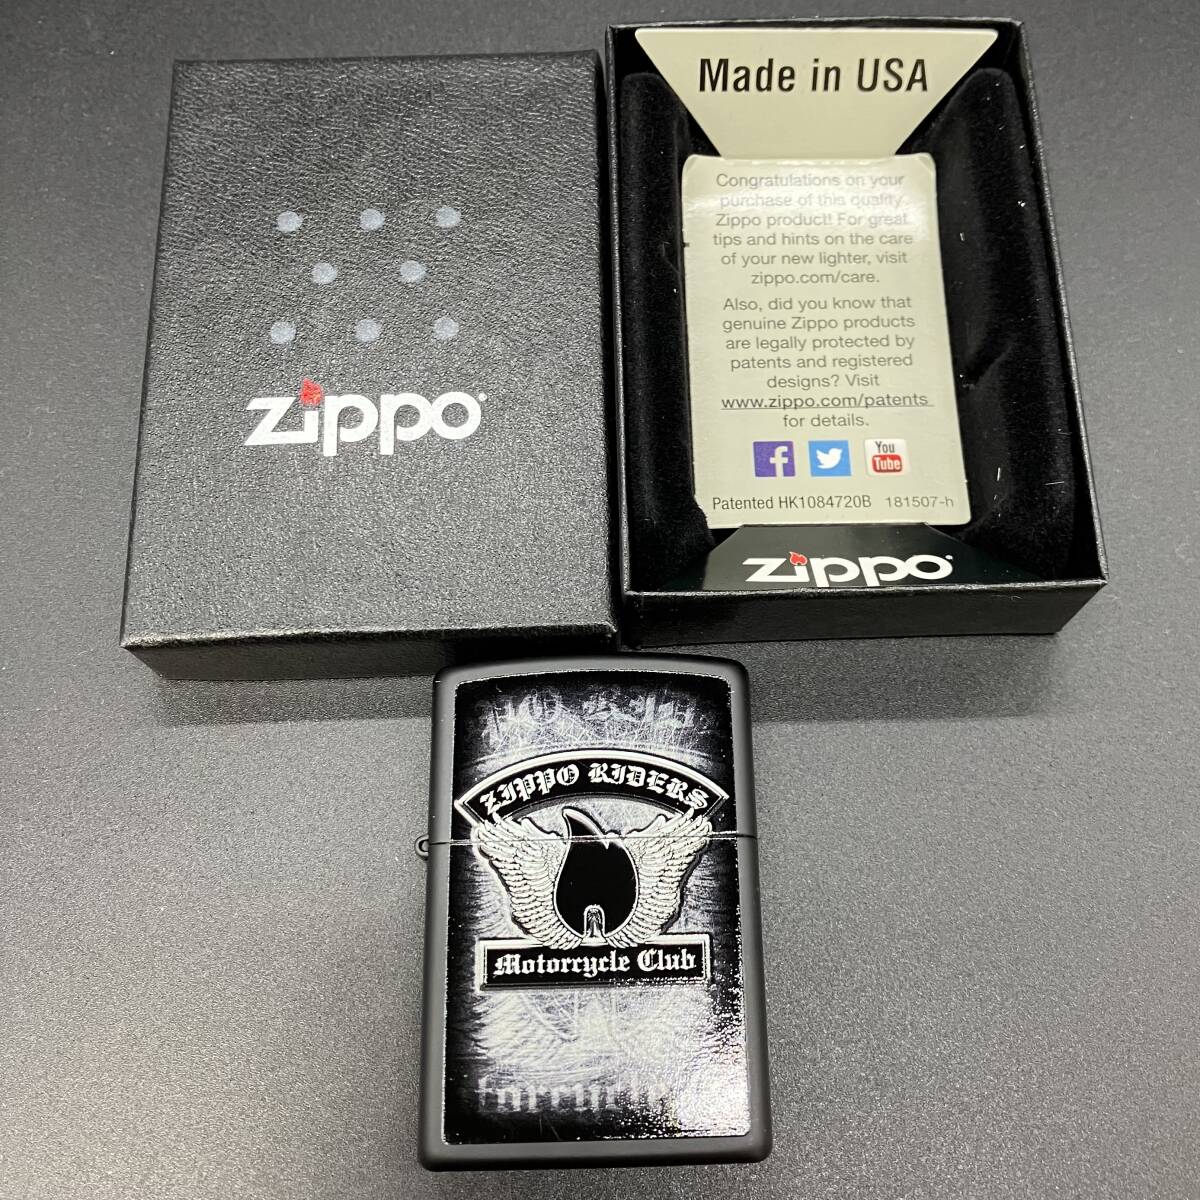 zippo
Made in USA
Congratulations on your
purchase of this quality
Zippo product! For great
tips and hints on the care
of your new lighter, visit
zippo.com/care.
Also, did you know that
genuine Zippo products
are legally protected by
patents and registered
designs? Visit
www.zippo.com/patents
for details.
f
You
Tube
Patented HK1084720B 181507-h
zippo
ZIPPO RIDERS
Motorcycle Club